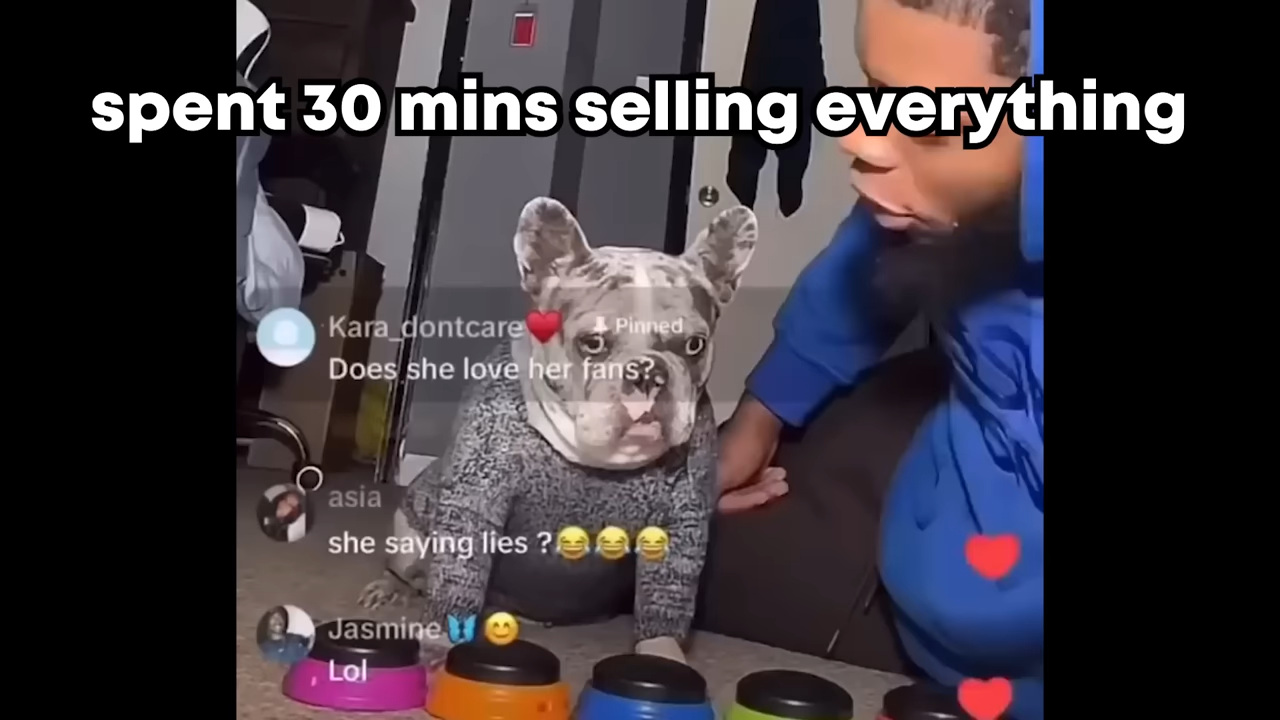 spent 30 mins selling everything
Kara_dontcare❤️ Pinned
Does she love her fans?
asia
she saying lies ?😂😂😂
Jasmine🦋😊
Lol